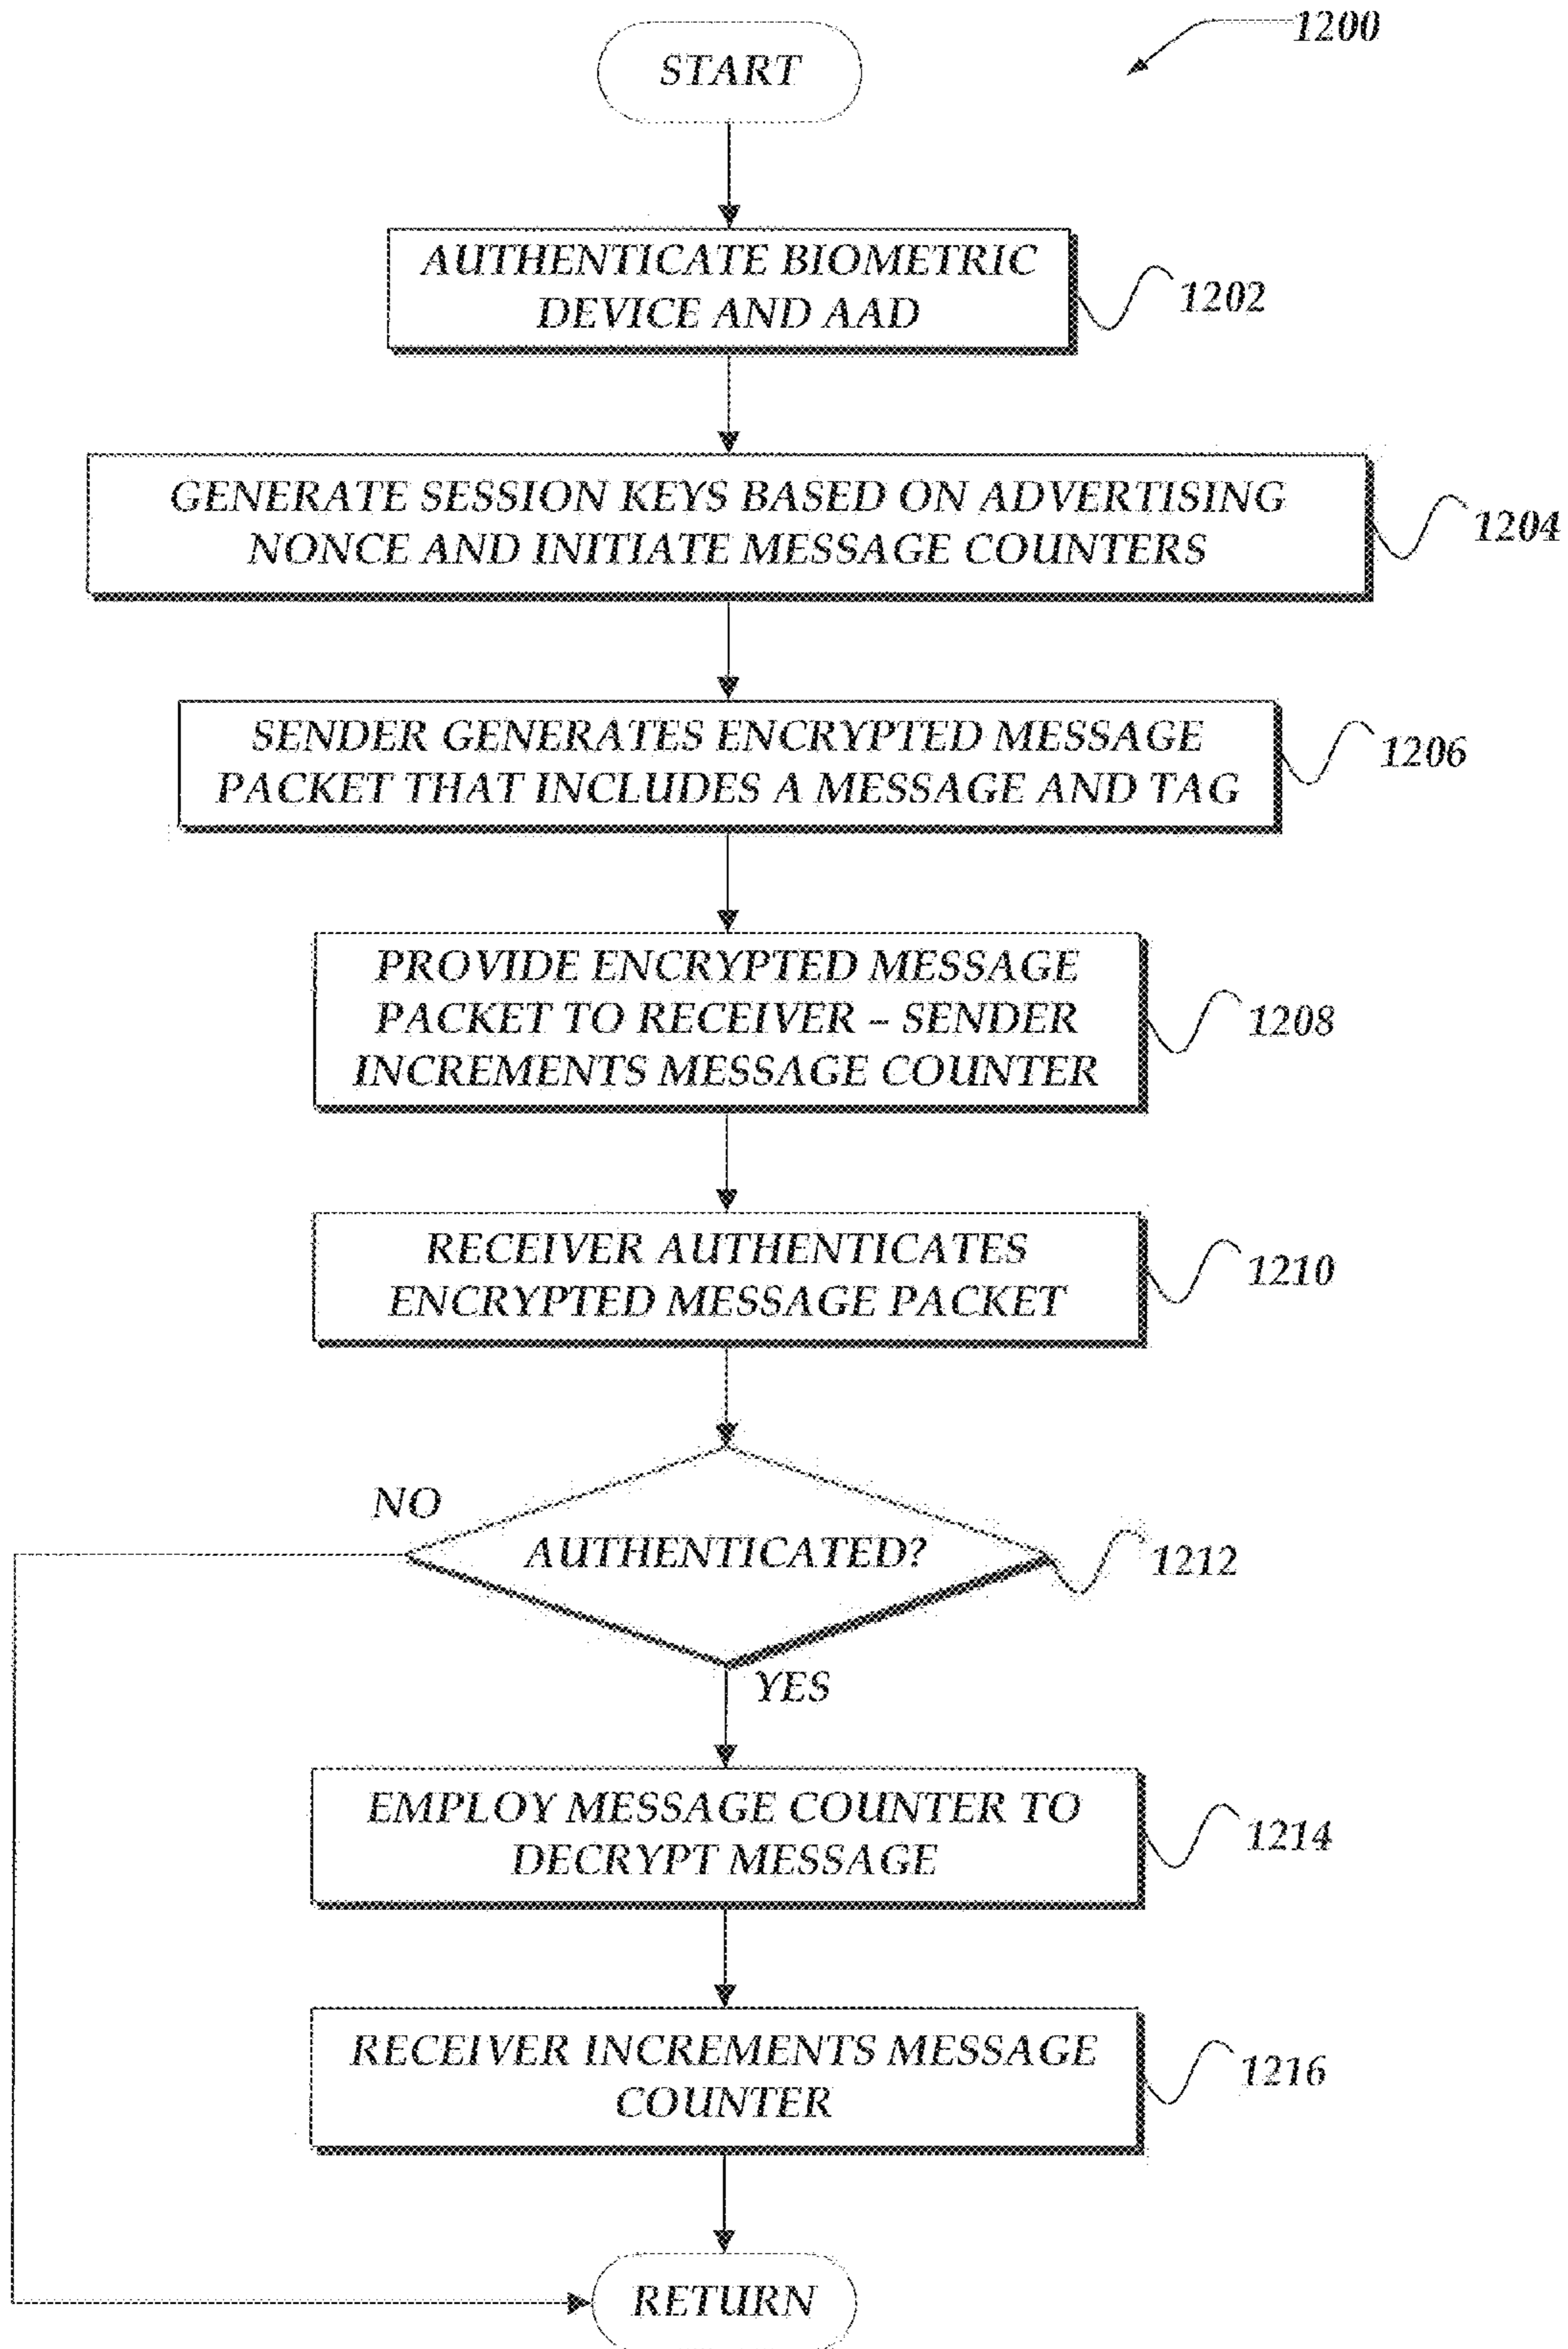 1200
START
AUTHENTICATE BIOMETRIC
DEVICE AND AAD
1202
GENERATE SESSION KEYS BASED ON ADVERTISING
NONCE AND INITIATE MESSAGE COUNTERS
1204
SENDER GENERATES ENCRYPTED MESSAGE
PACKET THAT INCLUDES A MESSAGE AND TAG
1206
PROVIDE ENCRYPTED MESSAGE
PACKET TO RECEIVER – SENDER
INCREMENTS MESSAGE COUNTER
1208
RECEIVER AUTHENTICATES
ENCRYPTED MESSAGE PACKET
1210
NO
AUTHENTICATED?
1212
YES
EMPLOY MESSAGE COUNTER TO
DECRYPT MESSAGE
1214
RECEIVER INCREMENTS MESSAGE
COUNTER
1216
RETURN